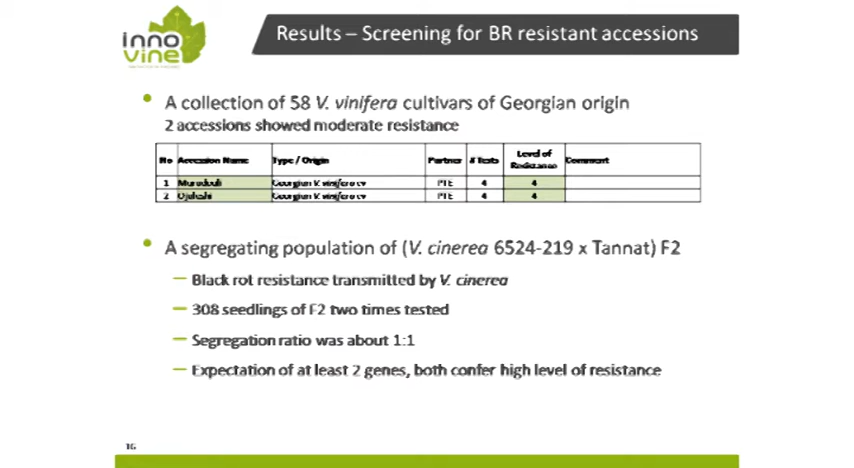 inno
vine
Results – Screening for BR resistant accessions
A collection of 58 V. vinifera cultivars of Georgian origin
2 accessions showed moderate resistance
No Accession Name Type / Origin Partner # Tests Level of Resistance Comment
1 Georgian V. vinifera cv PTE 4 4
2 Ojaleshi Georgian V. vinifera cv PTE 4 4
A segregating population of (V. cinerea 6524-219 x Tannat) F2
– Black rot resistance transmitted by V. cinerea
– 308 seedlings of F2 two times tested
– Segregation ratio was about 1:1
– Expectation of at least 2 genes, both confer high level of resistance
16